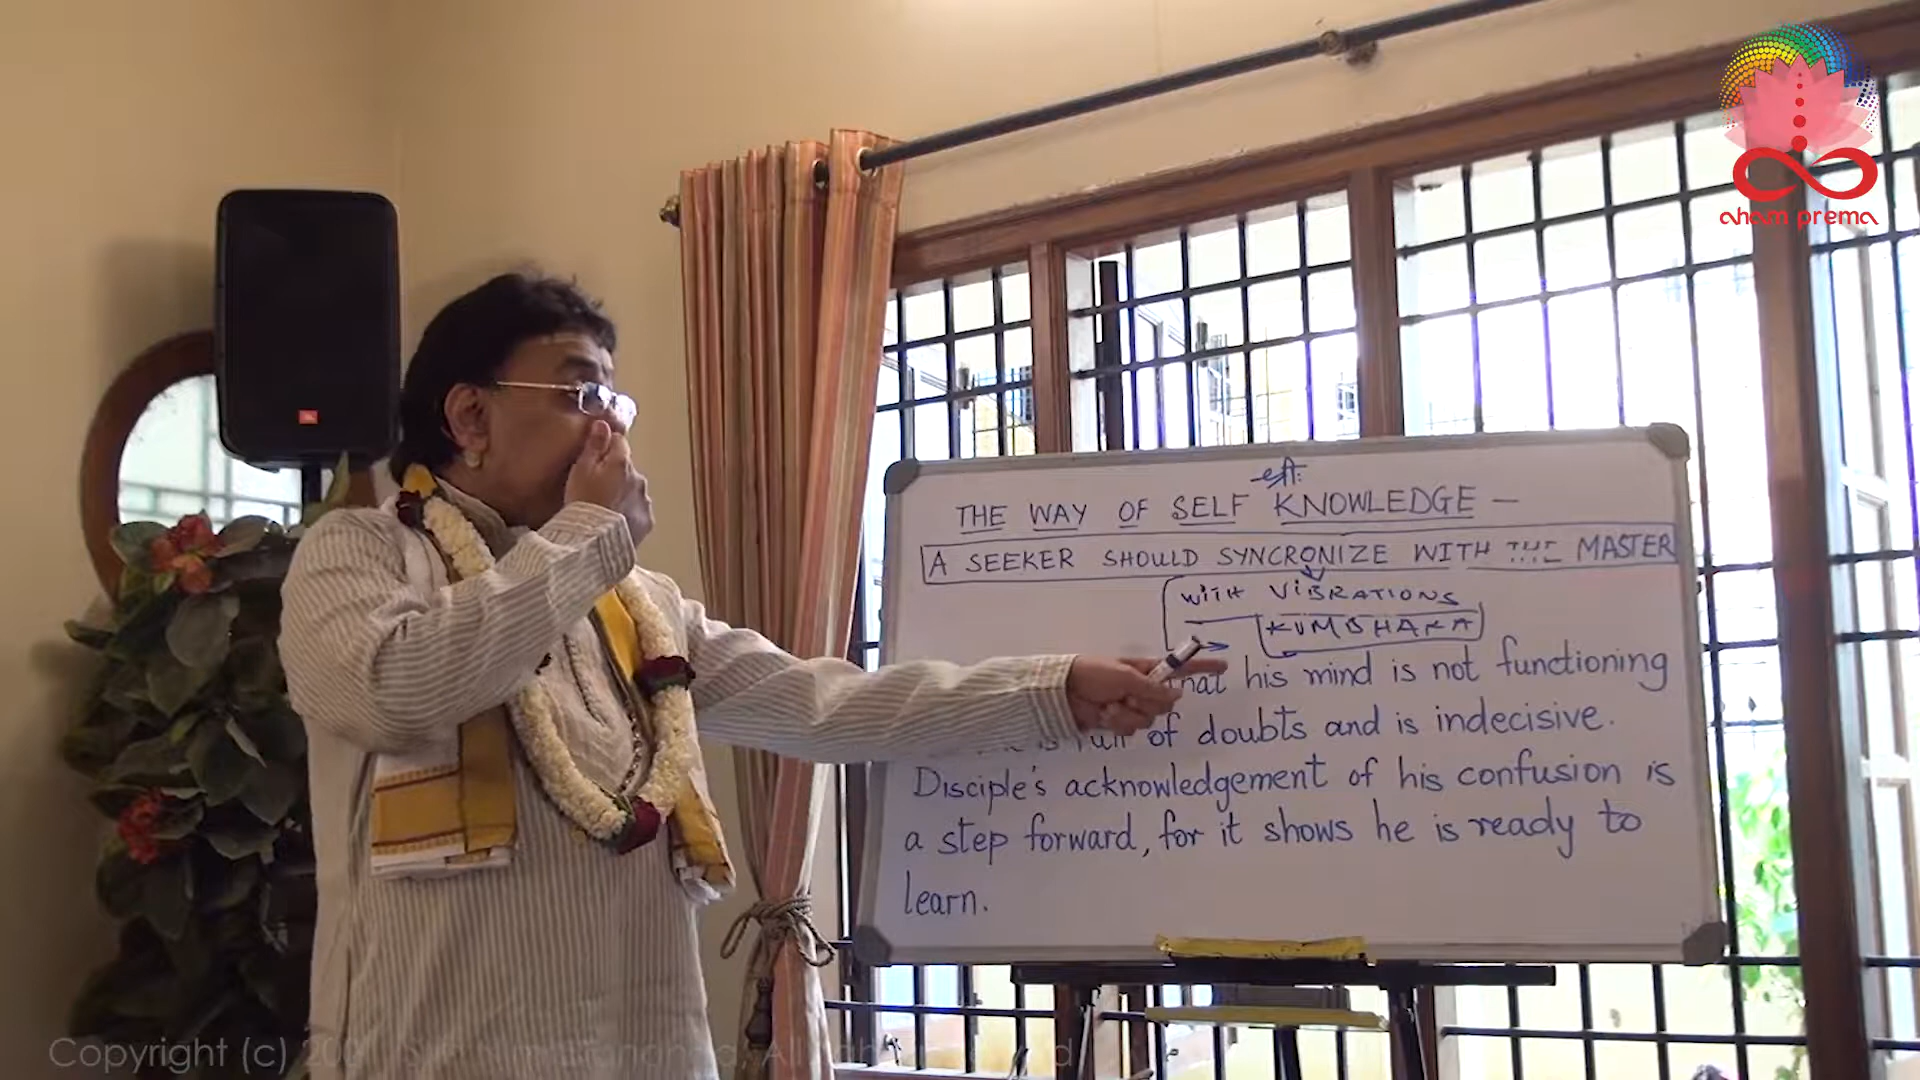 aham prema
THE WAY OF SELF KNOWLEDGE —
A SEEKER SHOULD SYNCRONIZE WITH THE MASTER
WITH VIBRATIONS
KUMBHAKA
his mind is not functioning
of doubts and is indecisive.
Disciple's acknowledgement of his confusion is
a step forward, for it shows he is ready to
learn.
Copyright (c)